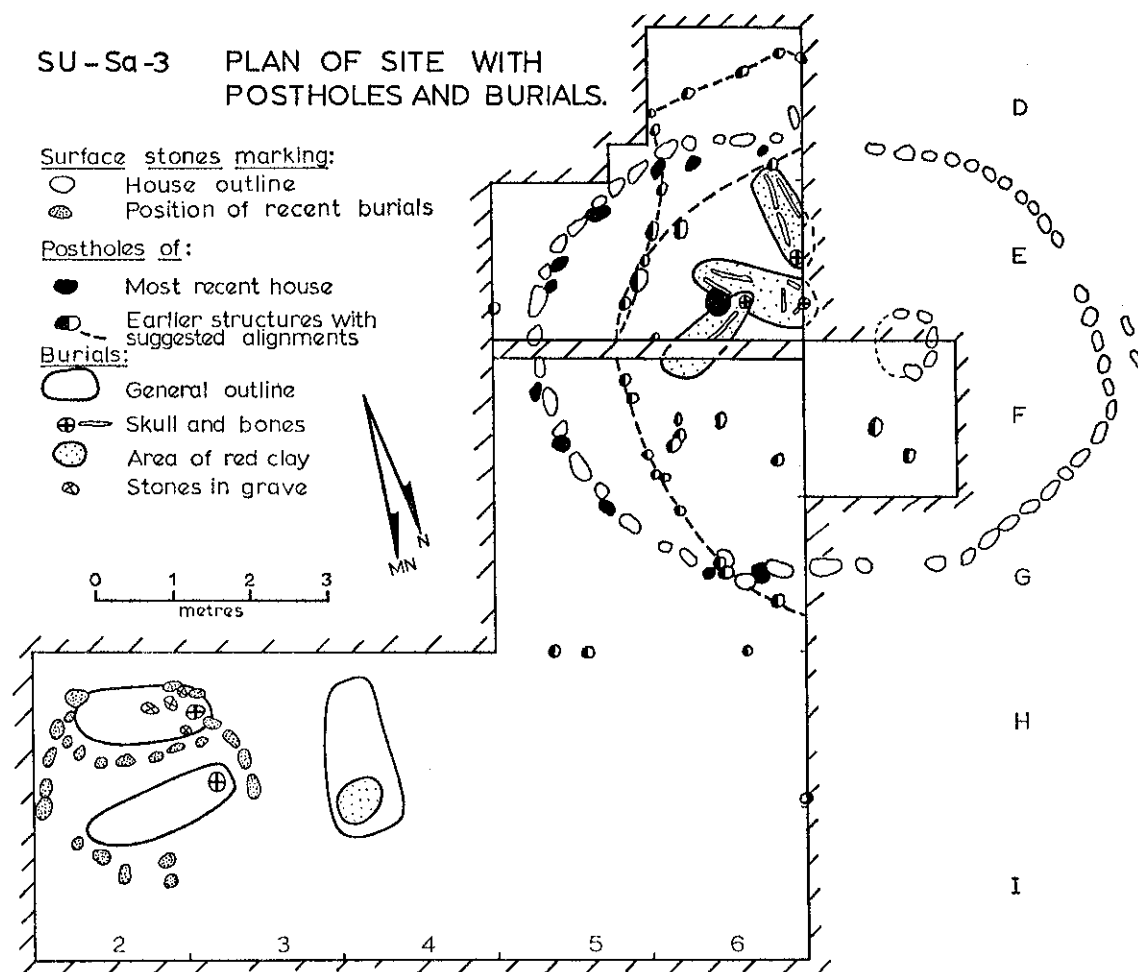 SU-Sa-3 PLAN OF SITE WITH
POSTHOLES AND BURIALS.
Surface stones marking:
House outline
Position of recent burials
Postholes of:
Most recent house
Earlier structures with
suggested alignments
Burials:
General outline
Skull and bones
Area of red clay
Stones in grave
N
MN
0 1 2 3
metres
D
E
F
G
H
I
2 3 4 5 6